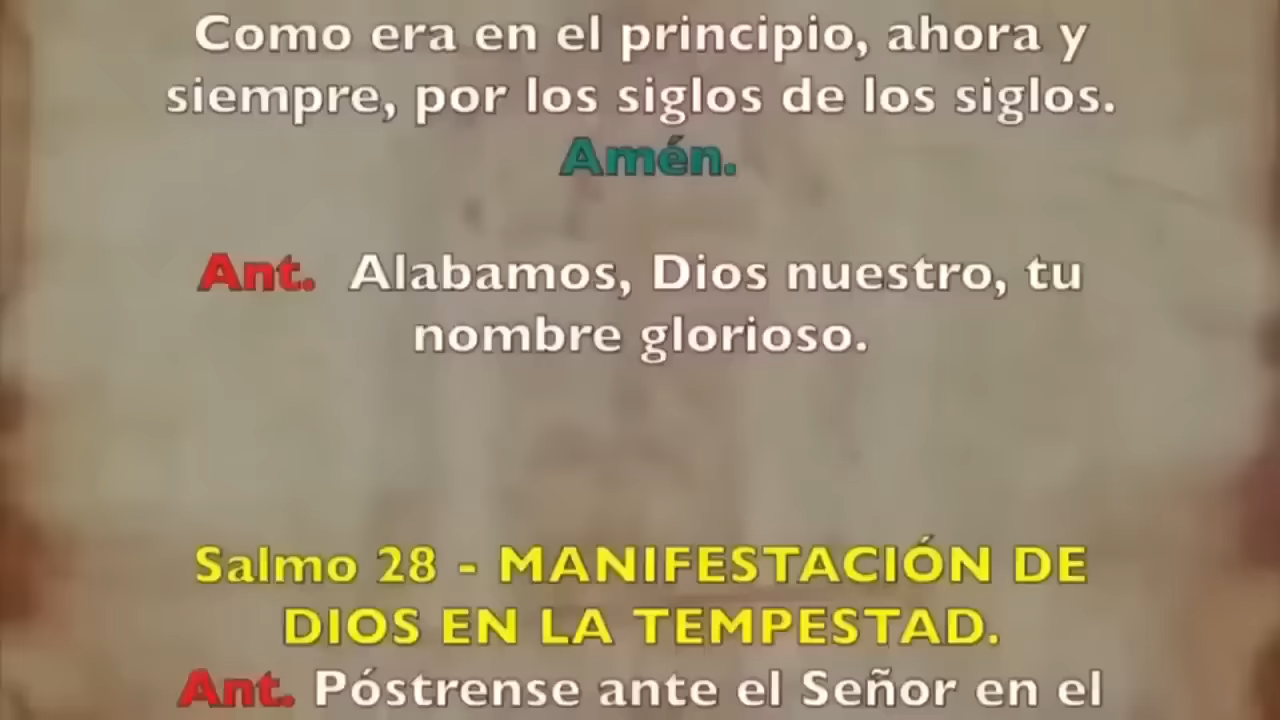 Como era en el principio, ahora y
siempre, por los siglos de los siglos.
Amén.
Ant. Alabamos, Dios nuestro, tu
nombre glorioso.
Salmo 28 - MANIFESTACIÓN DE
DIOS EN LA TEMPESTAD.
Ant. Póstrense ante el Señor en el